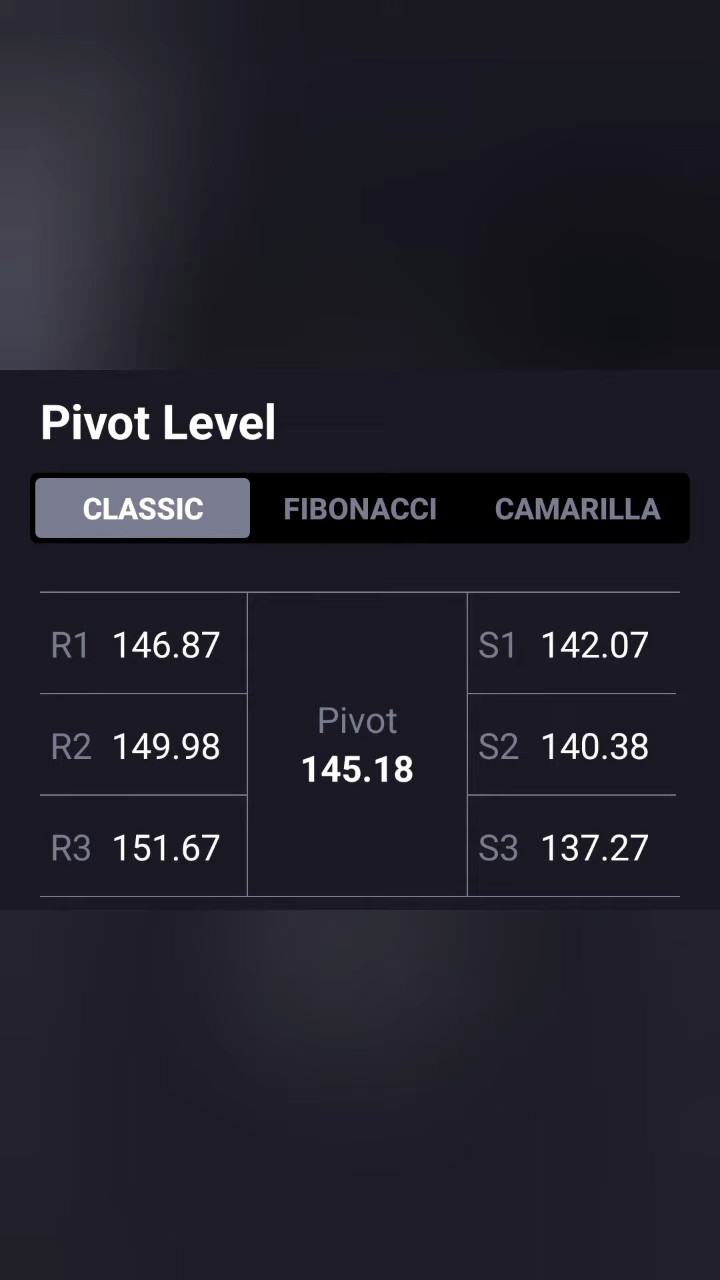 Pivot Level
CLASSIC FIBONACCI CAMARILLA
R1 146.87
R2 149.98
R3 151.67
Pivot
145.18
S1 142.07
S2 140.38
S3 137.27